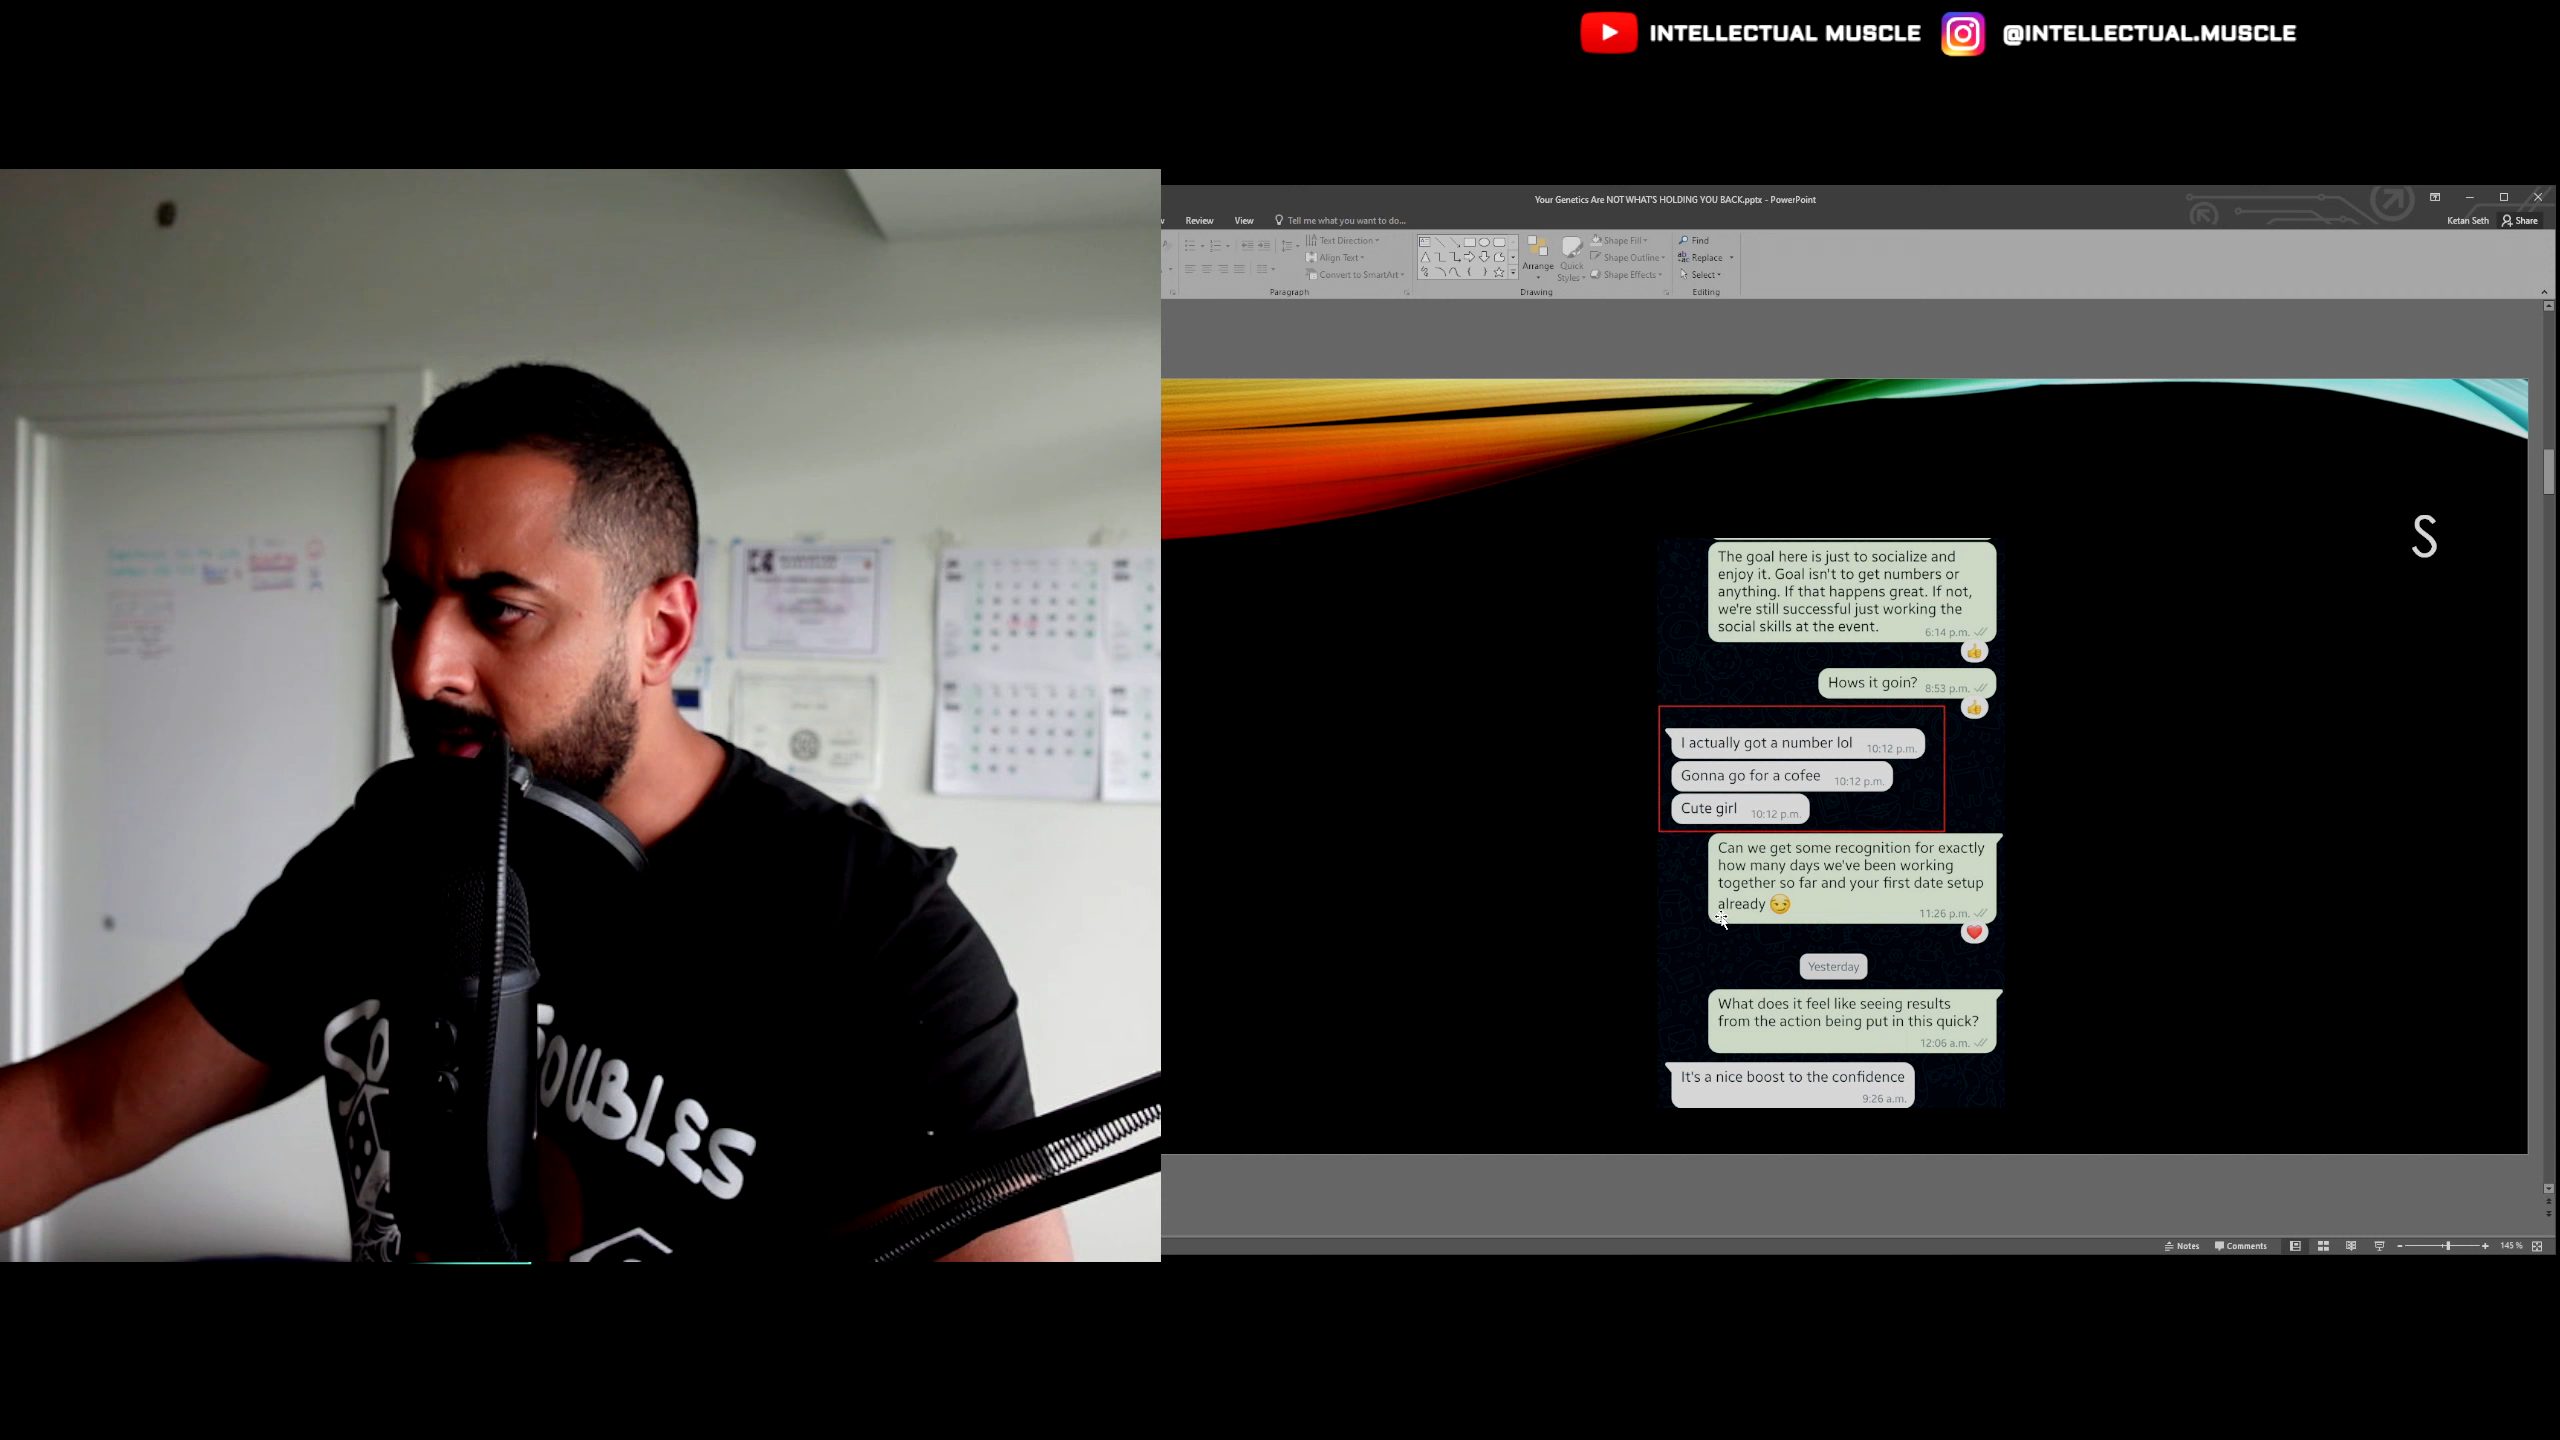 INTELLECTUAL MUSCLE @INTELLECTUAL.MUSCLE
Your Genetics Are NOT WHAT'S HOLDING YOU BACK.pptx - PowerPoint
Review View Tell me what you want to do...
Ketan Seth Share
Text Direction
Align Text
Convert to SmartArt
Paragraph
Arrange
Quick
Styles
Shape Fill
Shape Outline
Shape Effects
Drawing
Find
Replace
Select
Editing
S
The goal here is just to socialize and
enjoy it. Goal isn't to get numbers or
anything. If that happens great. If not,
we're still successful just working the
social skills at the event.
6:14 p.m.
Hows it goin? 8:53 p.m.
I actually got a number lol 10:12 p.m.
Gonna go for a cofee 10:12 p.m.
Cute girl 10:12 p.m.
Can we get some recognition for exactly
how many days we've been working
together so far and your first date setup
already 😏
11:26 p.m.
Yesterday
What does it feel like seeing results
from the action being put in this quick?
12:06 a.m.
It's a nice boost to the confidence
9:26 a.m.
OUBLES
Notes Comments 145 %